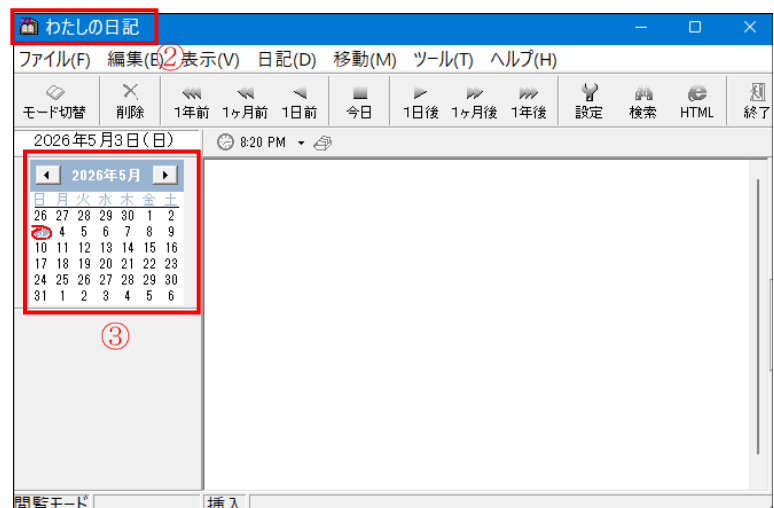 わたしの日記
ファイル(F) 編集(E) ② 表示(V) 日記(D) 移動(M) ツール(T) ヘルプ(H)
モード切替 削除 1年前 1ヶ月前 1日前 今日 1日後 1ヶ月後 1年後 設定 検索 HTML 終了
2026年5月3日(日) 8:20 PM
2026年5月
日 月 火 水 木 金 土
26 27 28 29 30 1 2
4 5 6 7 8 9
10 11 12 13 14 15 16
17 18 19 20 21 22 23
24 25 26 27 28 29 30
31 1 2 3 4 5 6
③
閲覧モード 挿入